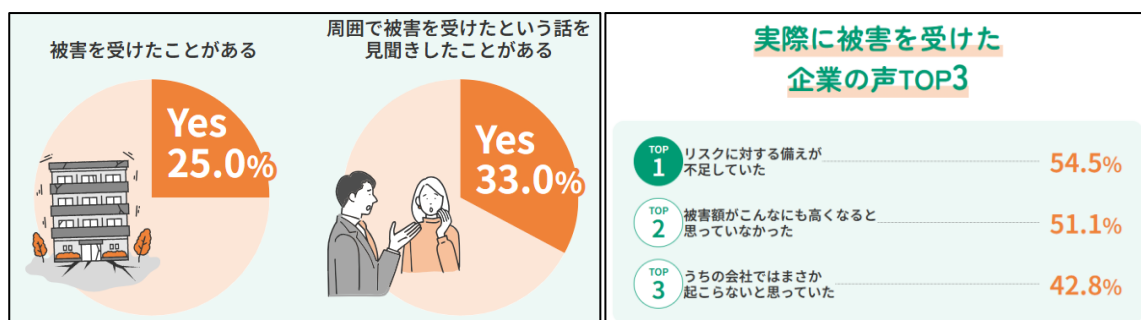 被害を受けたことがある
Yes
25.0%
周囲で被害を受けたという話を
見聞きしたことがある
Yes
33.0%
実際に被害を受けた
企業の声TOP3
TOP
1
リスクに対する備えが
不足していた
54.5%
TOP
2
被害額がこんなにも高くなると
思っていなかった
51.1%
TOP
3
うちの会社ではまさか
起こらないと思っていた
42.8%